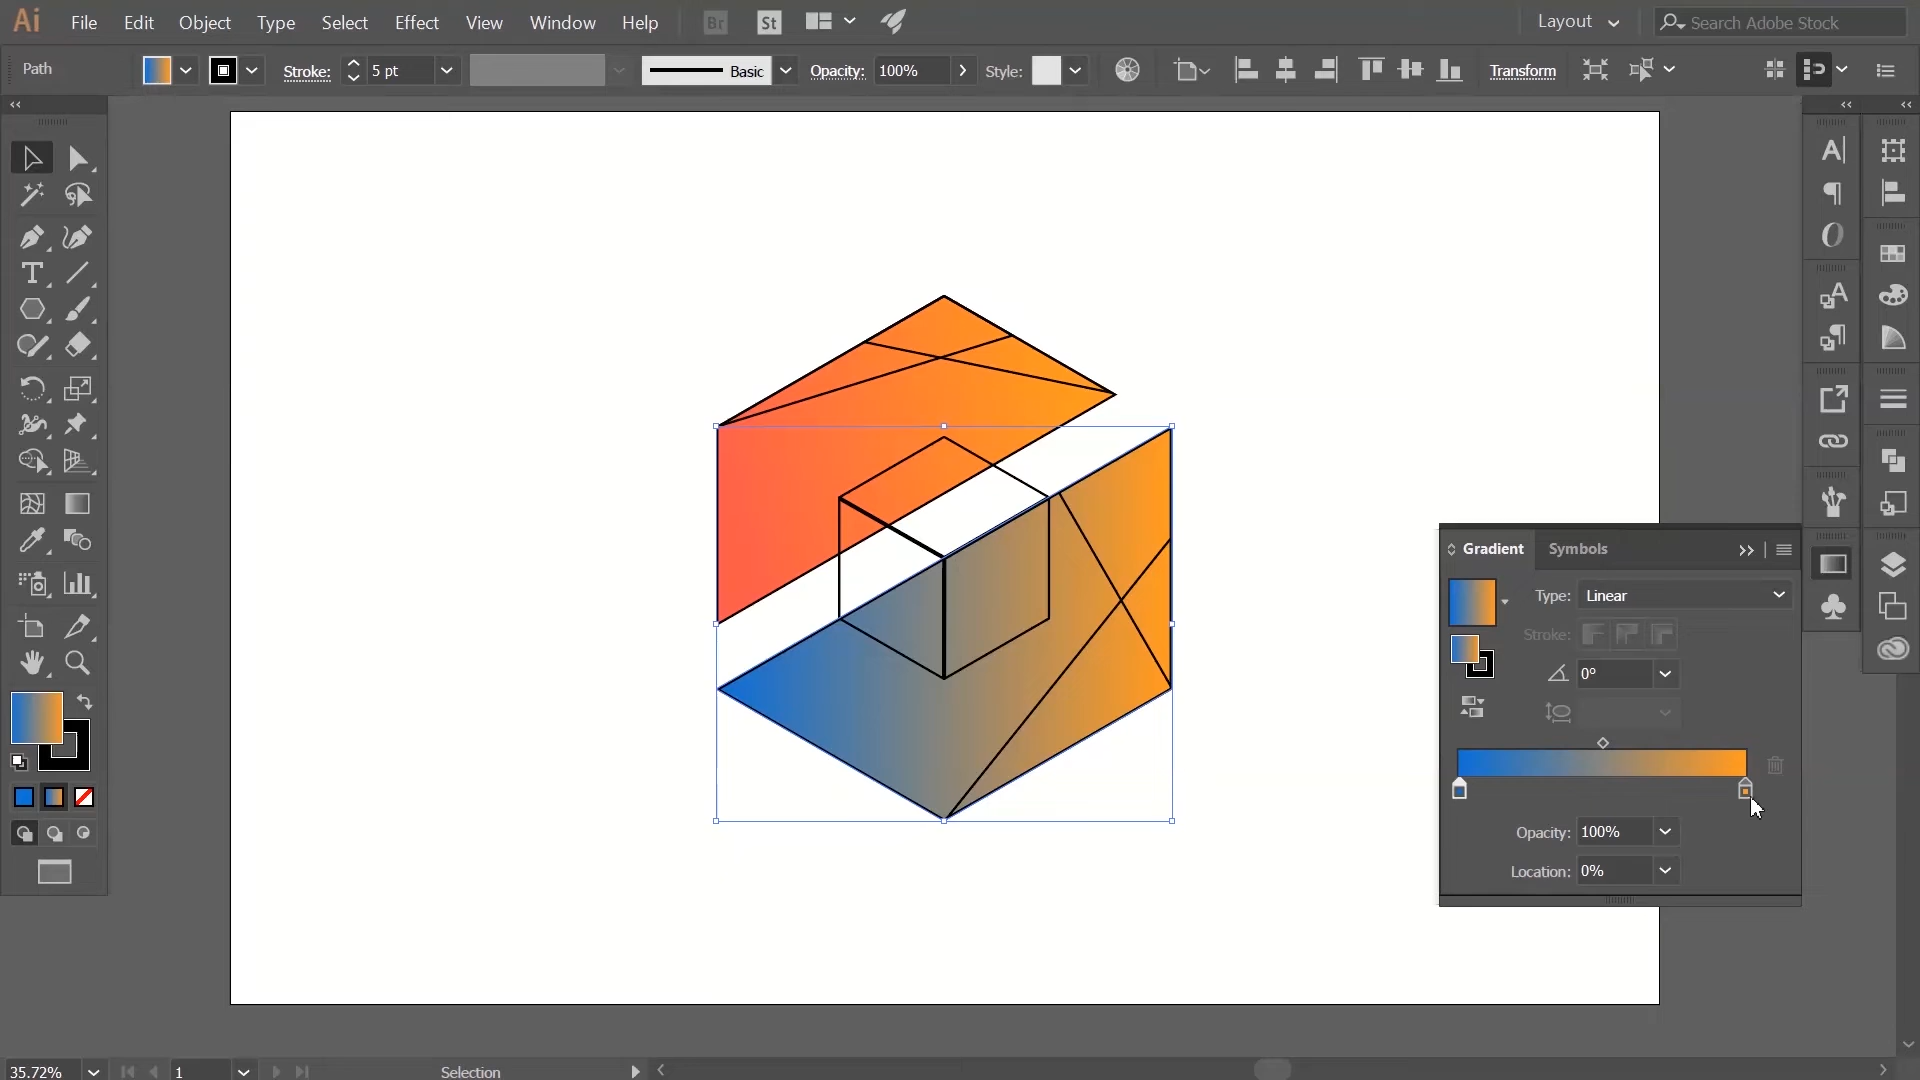 Ai File Edit Object Type Select Effect View Window Help Br St Layout Search Adobe Stock
Path Stroke: 5 pt Basic Opacity: 100% Style: Transform
Gradient Symbols
Type: Linear
Stroke:
0°
Opacity: 100%
Location: 0%
35.72% 1 Selection